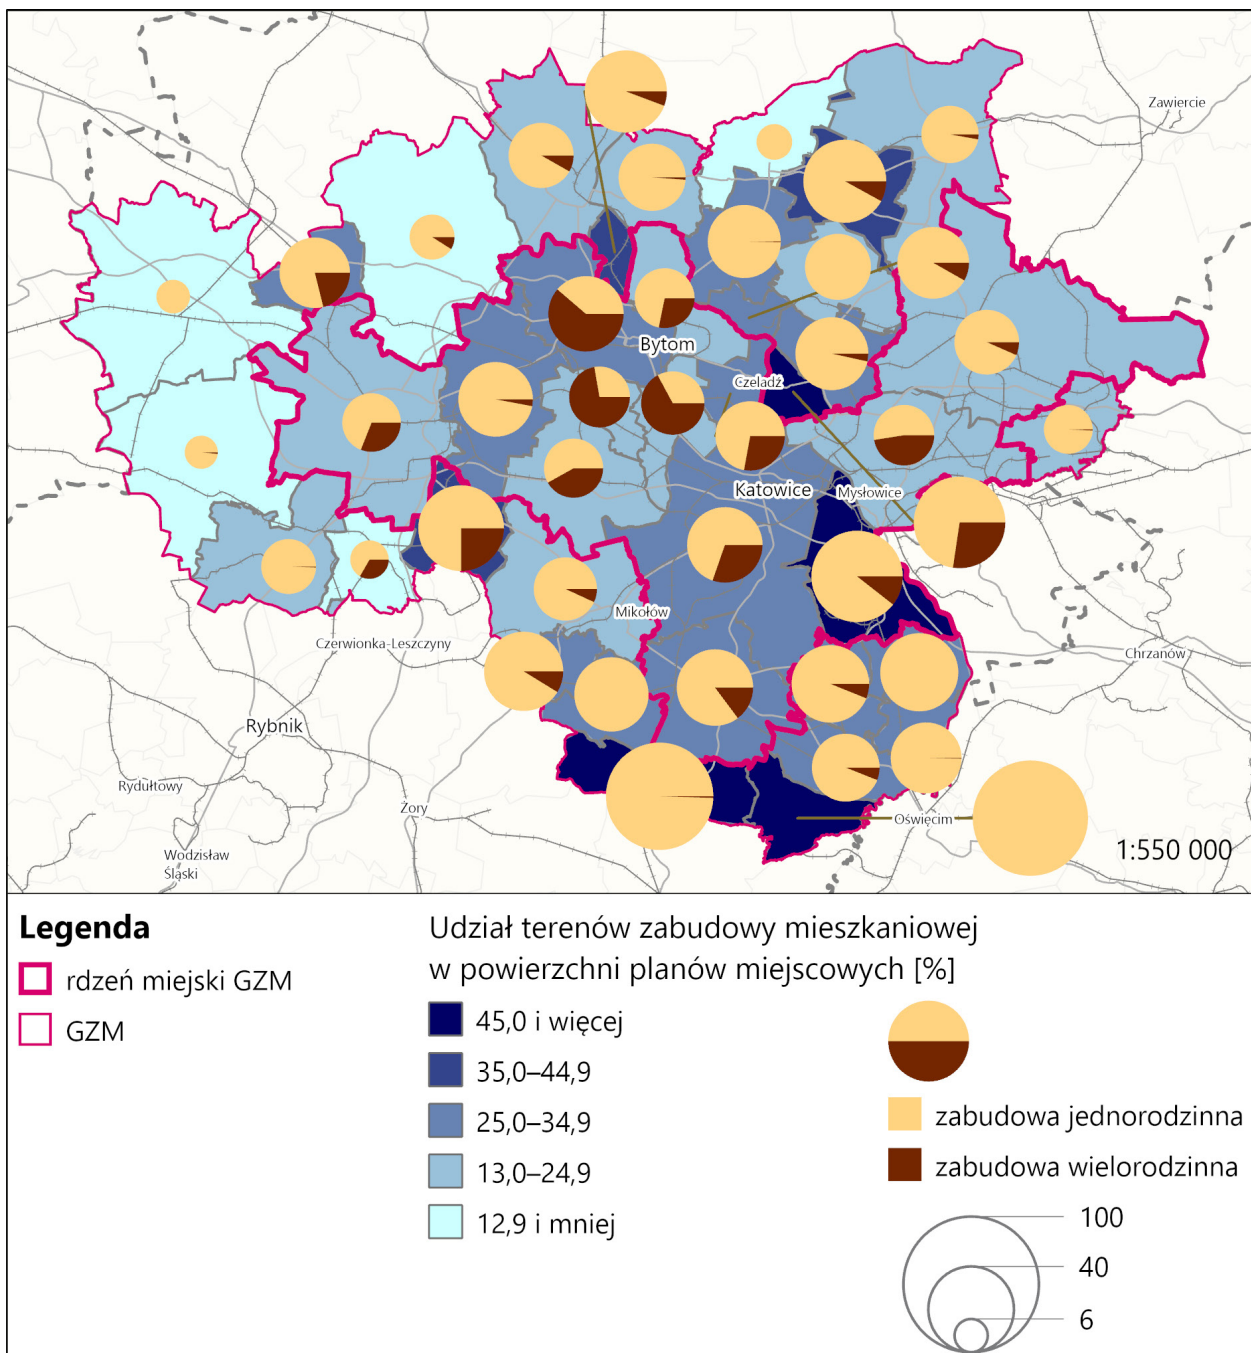 Zawiercie
Bytom
Czeladź
Katowice
Mysłowice
Mikołów
Czerwionka-Leszczyny
Chrzanów
Rybnik
Rydułtowy
Żory
Oświęcim
Wodzisław
Śląski
1:550 000
Legenda
rdzeń miejski GZM
GZM
Udział terenów zabudowy mieszkaniowej
w powierzchni planów miejscowych [%]
45,0 i więcej
35,0–44,9
25,0–34,9
13,0–24,9
12,9 i mniej
zabudowa jednorodzinna
zabudowa wielorodzinna
100
40
6